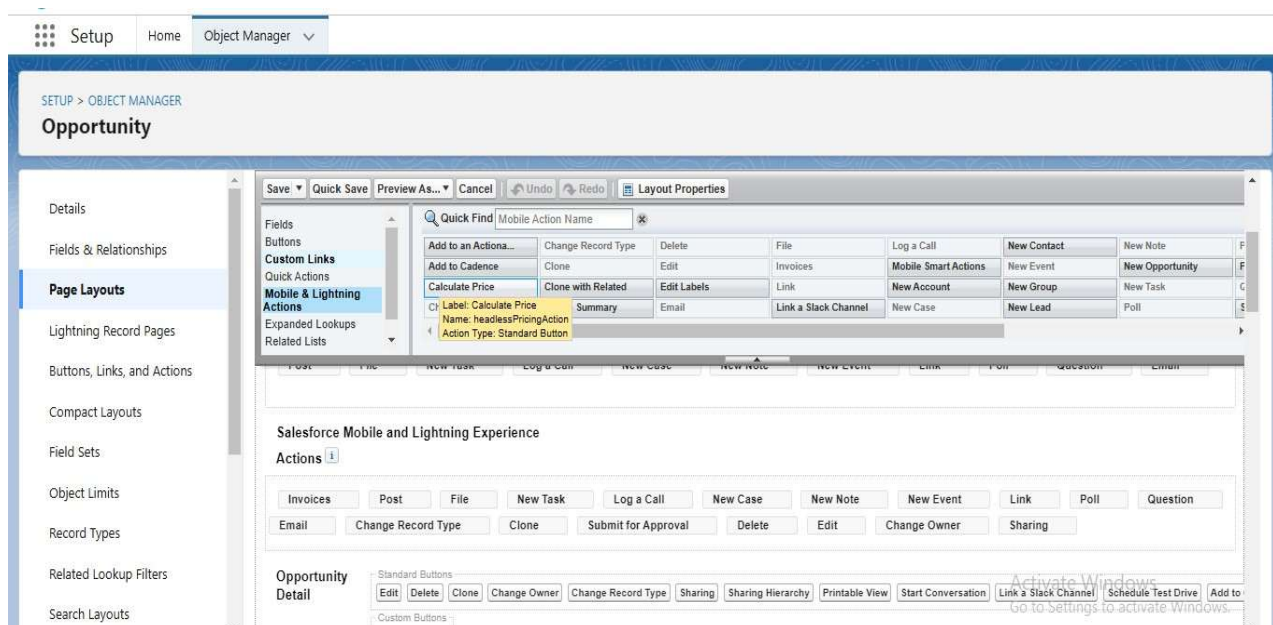 Setup Home Object Manager
SETUP > OBJECT MANAGER
Opportunity
Details
Fields & Relationships
Page Layouts
Lightning Record Pages
Buttons, Links, and Actions
Compact Layouts
Field Sets
Object Limits
Record Types
Related Lookup Filters
Search Layouts
Save Quick Save Preview As... Cancel Undo Redo Layout Properties
Fields
Buttons
Custom Links
Quick Actions
Mobile & Lightning
Actions
Expanded Lookups
Related Lists
Quick Find Mobile Action Name
Add to an Actiona... Change Record Type Delete File Log a Call New Contact New Note
Add to Cadence Clone Edit Invoices Mobile Smart Actions New Event New Opportunity
Calculate Price Clone with Related Edit Labels Link New Account New Group New Task
Summary Email Link a Slack Channel New Case New Lead Poll
Label: Calculate Price
Name: headlessPricingAction
Action Type: Standard Button
Post File New Task Log a Call New Case New Note New Event Link Poll Question Email
Salesforce Mobile and Lightning Experience
Actions i
Invoices Post File New Task Log a Call New Case New Note New Event Link Poll Question
Email Change Record Type Clone Submit for Approval Delete Edit Change Owner Sharing
Opportunity
Detail
Standard Buttons
Edit Delete Clone Change Owner Change Record Type Sharing Sharing Hierarchy Printable View Start Conversation Link a Slack Channel Schedule Test Drive Add to
Custom Buttons
Activate Windows
Go to Settings to activate Windows.